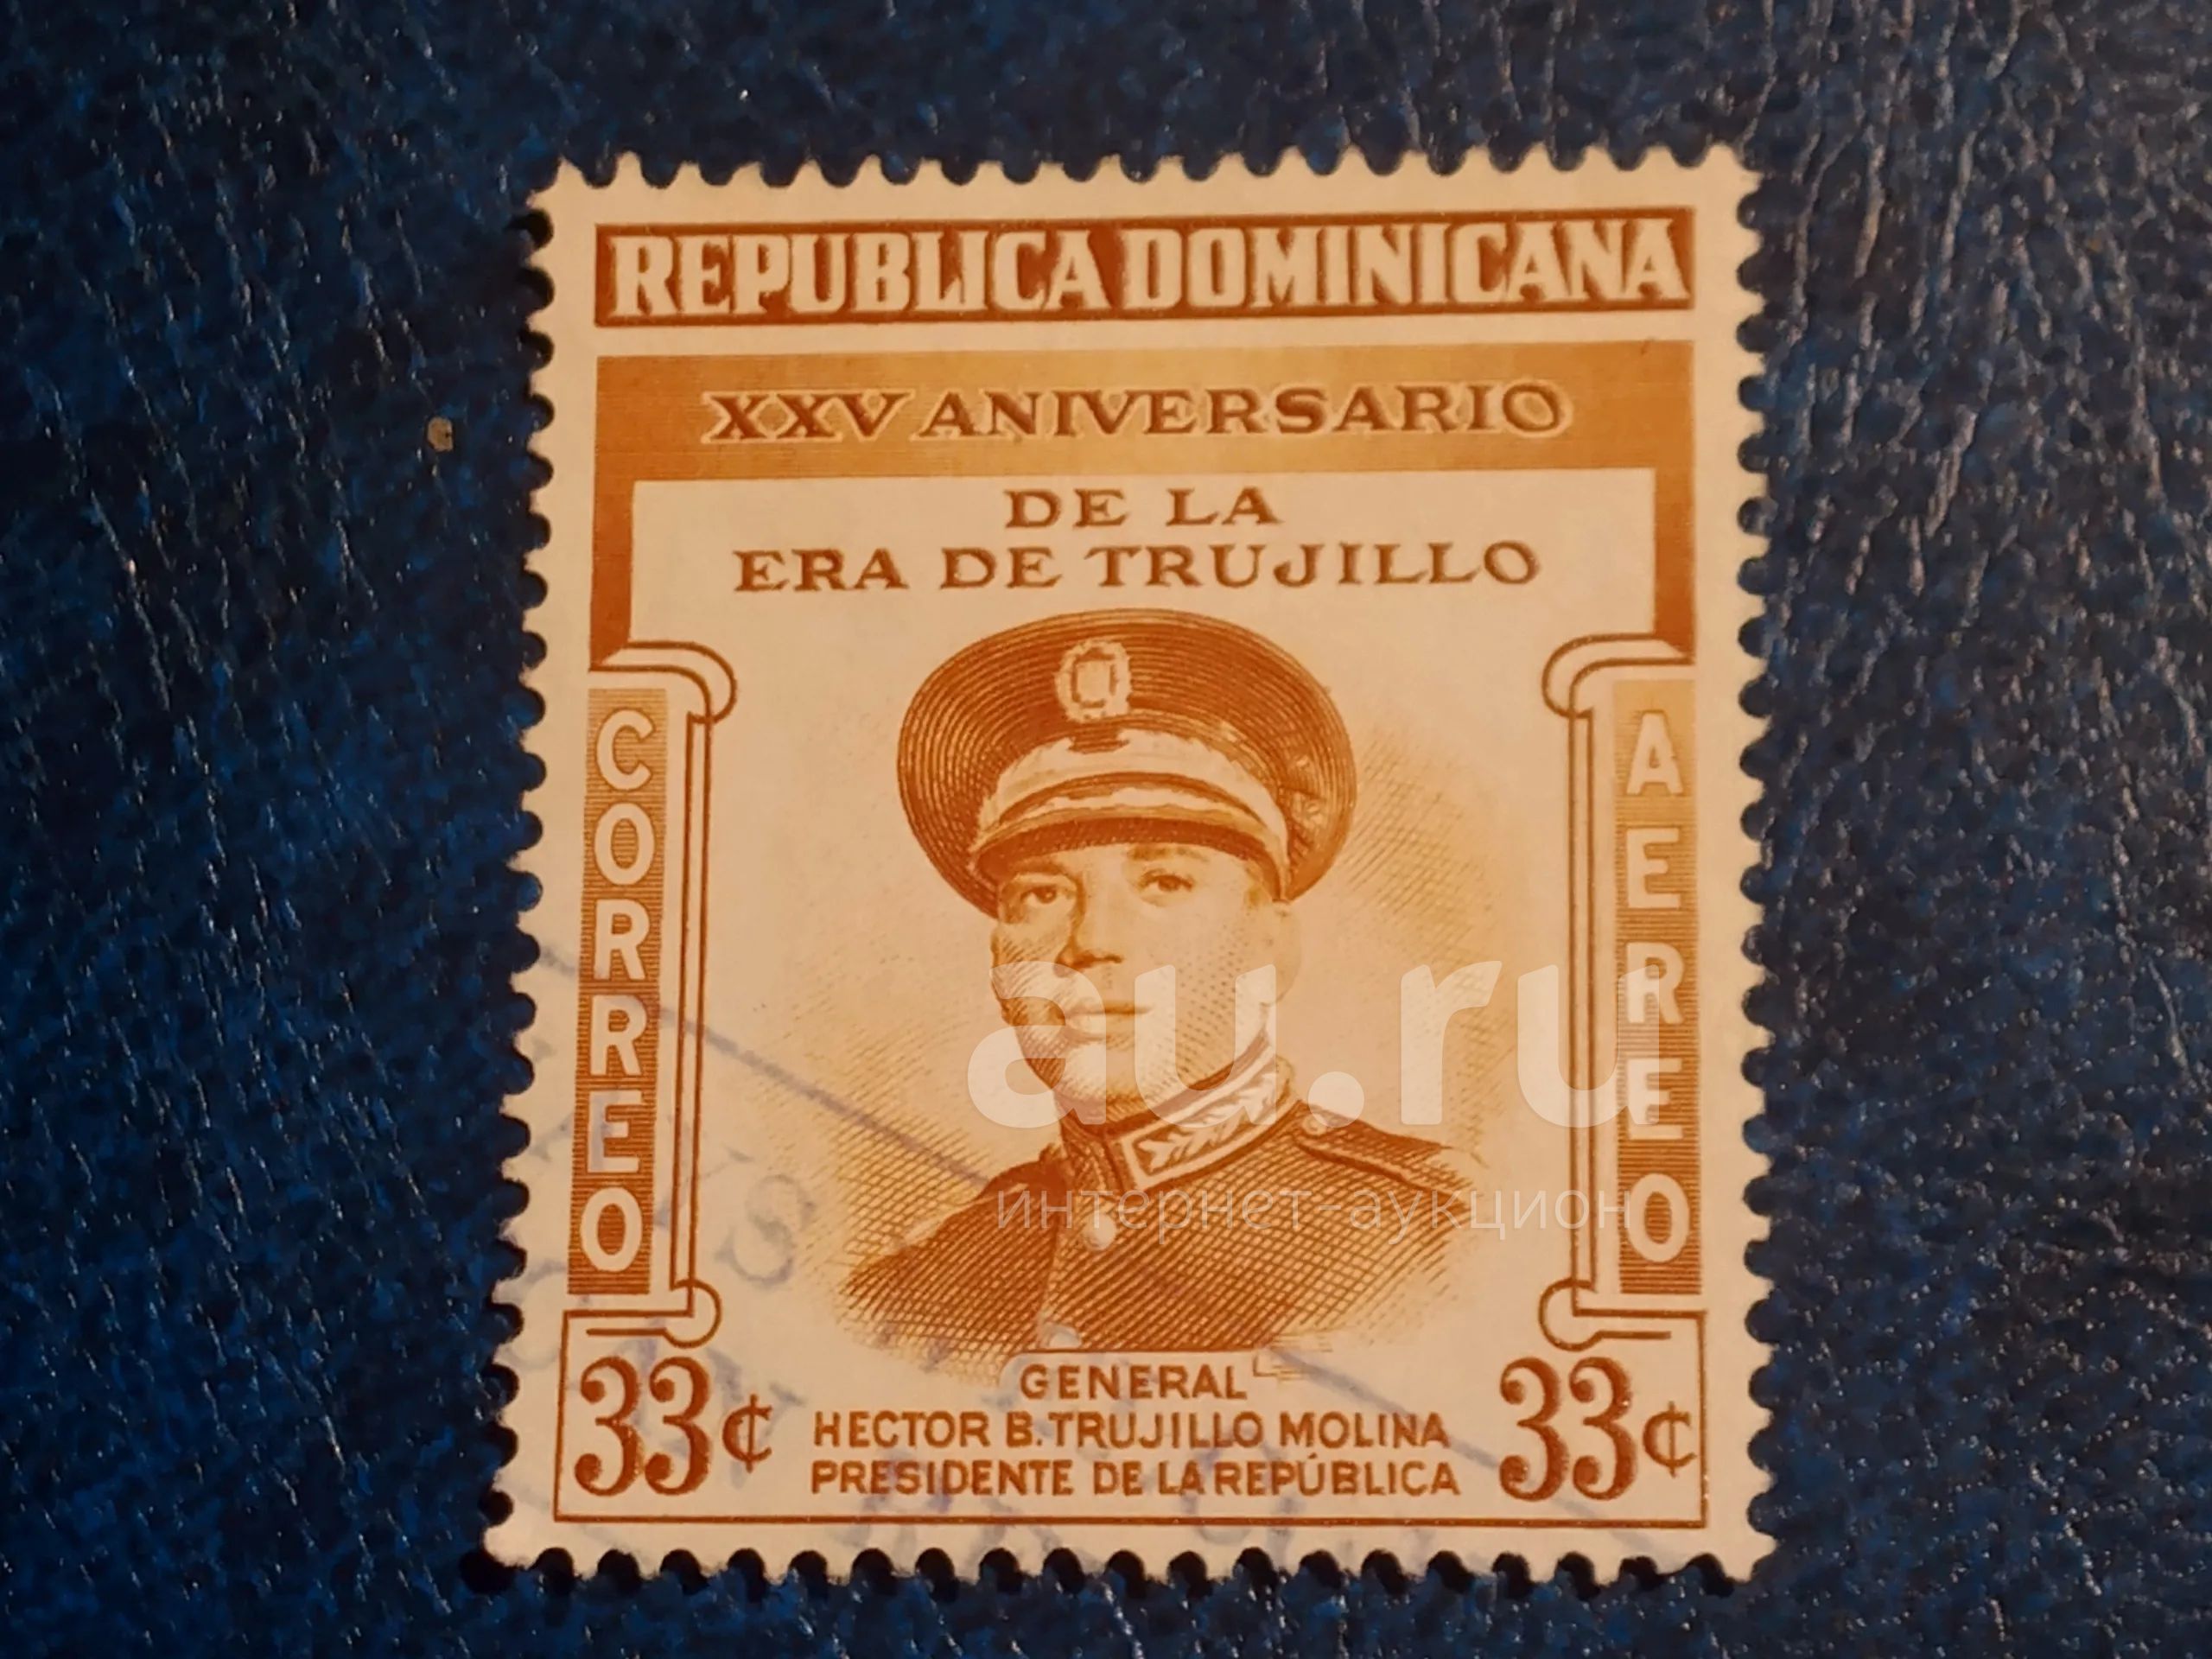 REPUBLICA DOMINICANA
XXV ANIVERSARIO
DE LA
ERA DE TRUJILLO
CORREO
AEREO
au.ru
интернет-аукцион
GENERAL
HECTOR B. TRUJILLO MOLINA
PRESIDENTE DE LA REPÚBLICA
33¢
33¢